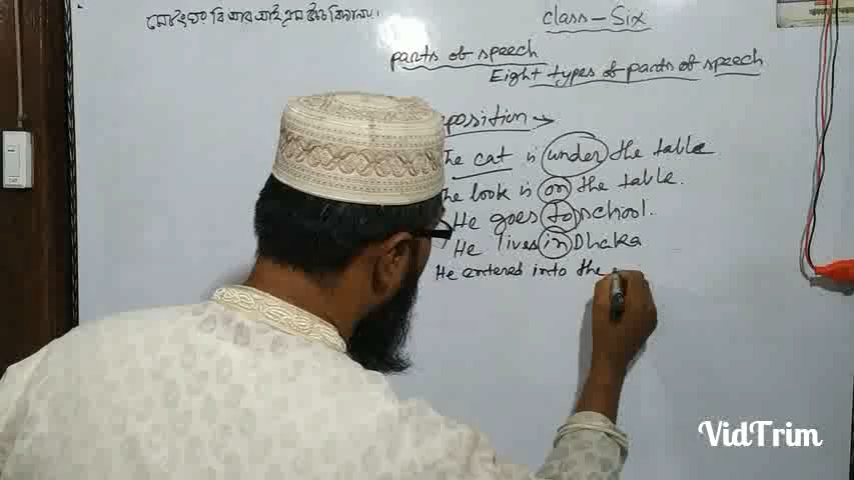 class - Six
parts of speech
Eight types of parts of speech
position →
he cat is under the table.
he book is on the table.
He goes to school.
He lives in Dhaka
He entered into the
VidTrim